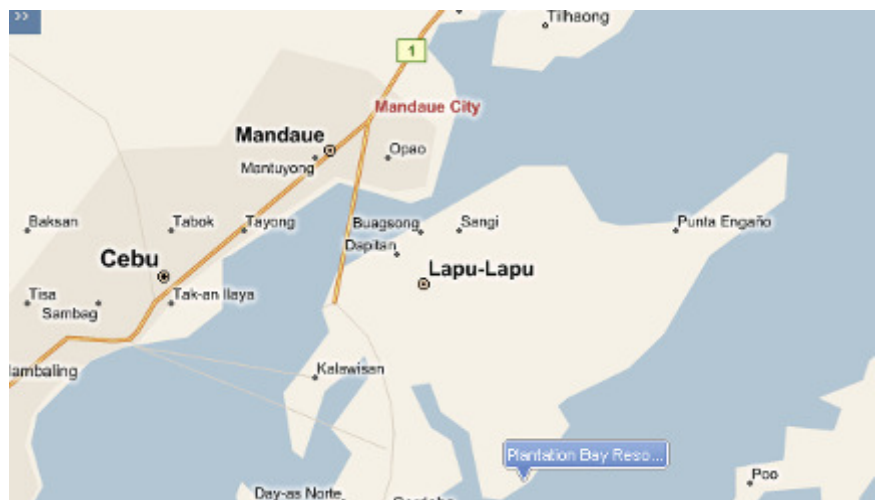 >>
Tilhaong
1
Mandaue City
Mandaue
Opao
Mantuyong
Baksan
Tabok
Tayong
Buagsong
Sangi
Punta Engaño
Dapitan
Cebu
Lapu-Lapu
Tisa
Tak-an Ilaya
Sambag
Kalawisan
Plantation Bay Reso...
Poo
Day-as Norte